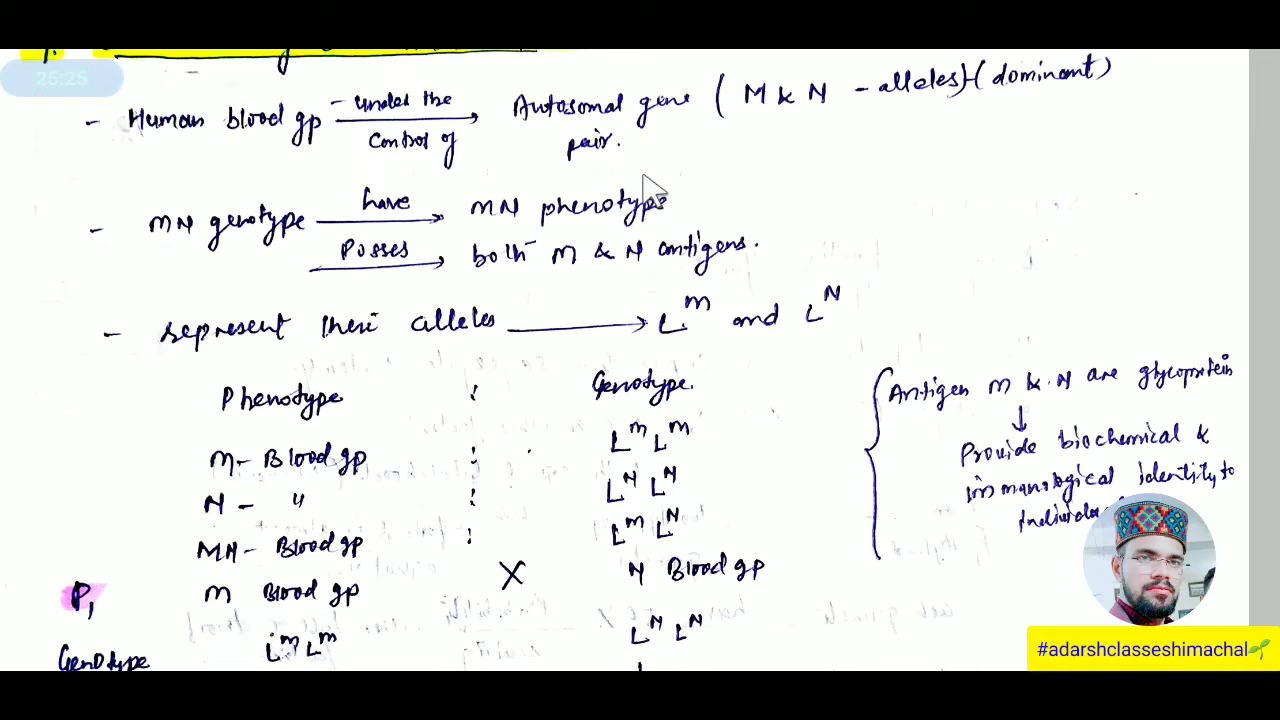 25:25
- Human blood gp - under the Control of Autosomal gene pair. (M & N - alleles)-(dominant)
- MN genotype have MN phenotype
Posses both M & N antigens.
- represent their alleles L^M and L^N
Phenotype : Genotype.
M- Blood gp : L^M L^M
N - " : L^N L^N
MN- Blood gp : L^M L^N
Antigen M & N are glycoprotein
Provide biochemical &
identity to
P1 M Blood gp X N Blood gp
Genotype L^M L^M L^N L^N
#adarshclasseshimachal🌱